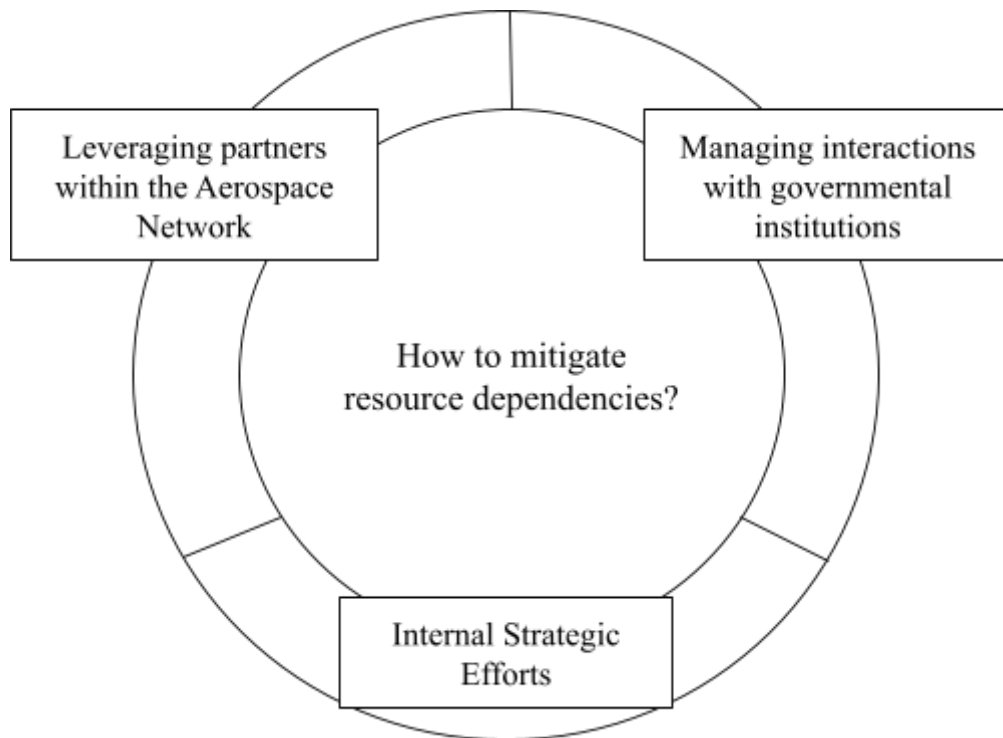 Leveraging partners
within the Aerospace
Network
Managing interactions
with governmental
institutions
How to mitigate
resource dependencies?
Internal Strategic
Efforts